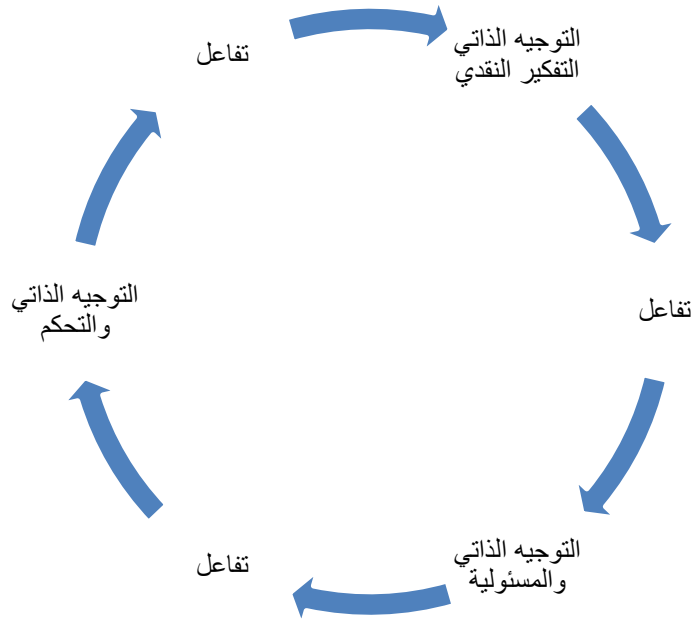 التوجيه الذاتي
التفكير النقدي
تفاعل
التوجيه الذاتي
والمسئولية
تفاعل
التوجيه الذاتي
والتحكم
تفاعل